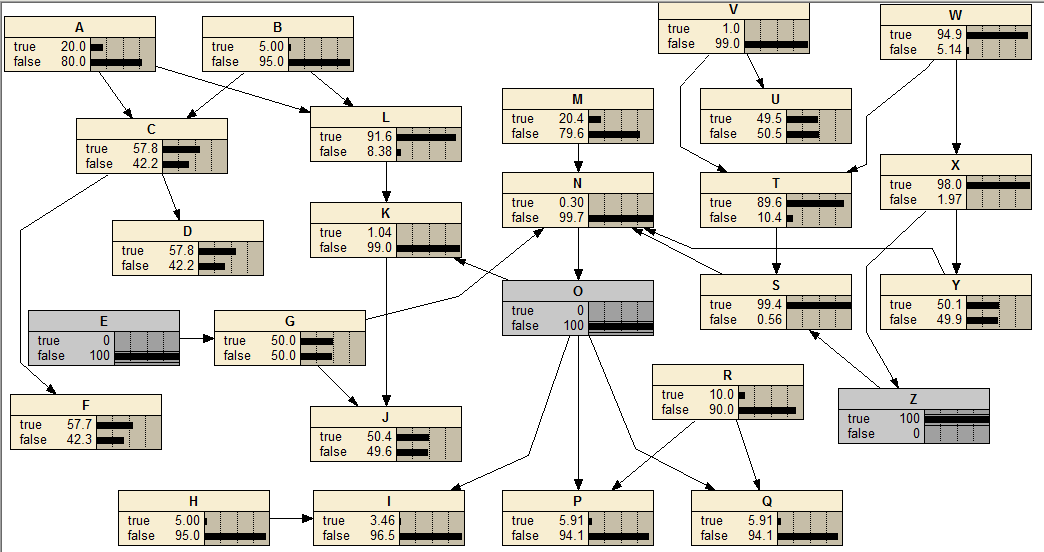 A
true 20.0
false 80.0
B
true 5.00
false 95.0
V
true 1.0
false 99.0
W
true 94.9
false 5.14
L
true 91.6
false 8.38
M
true 20.4
false 79.6
U
true 49.5
false 50.5
C
true 57.8
false 42.2
X
true 98.0
false 1.97
N
true 0.30
false 99.7
T
true 89.6
false 10.4
K
true 1.04
false 99.0
D
true 57.8
false 42.2
O
true 0
false 100
S
true 99.4
false 0.56
Y
true 50.1
false 49.9
E
true 0
false 100
G
true 50.0
false 50.0
R
true 10.0
false 90.0
Z
true 100
false 0
F
true 57.7
false 42.3
J
true 50.4
false 49.6
H
true 5.00
false 95.0
I
true 3.46
false 96.5
P
true 5.91
false 94.1
Q
true 5.91
false 94.1